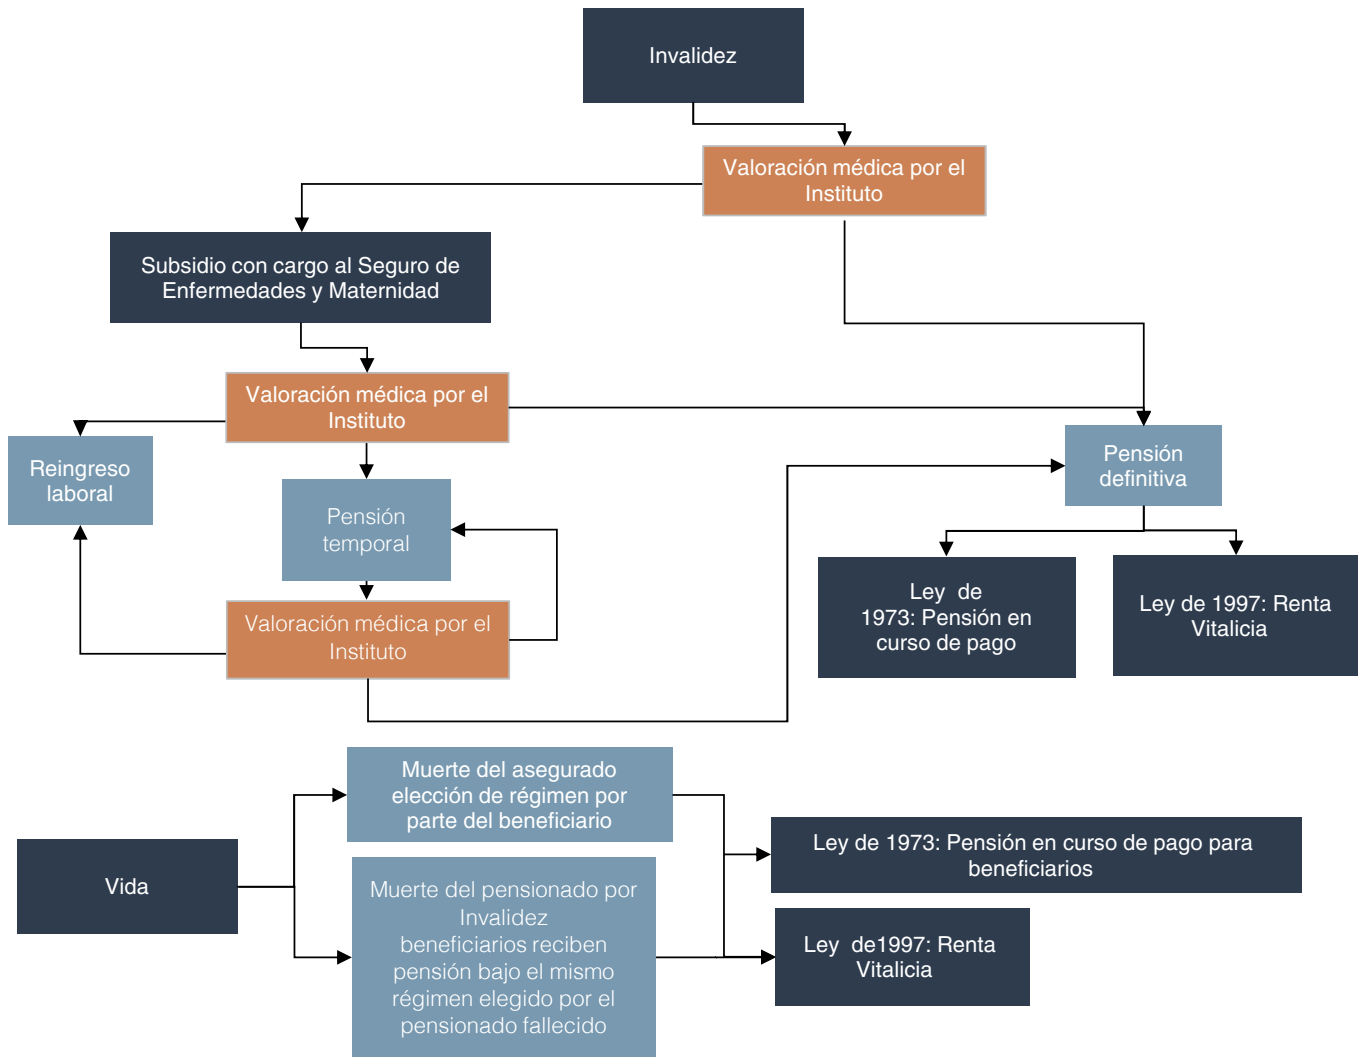 Invalidez
Valoración médica por el
Instituto
Subsidio con cargo al Seguro de
Enfermedades y Maternidad
Valoración médica por el
Instituto
Reingreso
laboral
Pensión
definitiva
Pensión
temporal
Ley de
1973: Pensión en
curso de pago
Ley de 1997: Renta
Vitalicia
Valoración médica por el
Instituto
Muerte del asegurado
elección de régimen por
parte del beneficiario
Ley de 1973: Pensión en curso de pago para
beneficiarios
Vida
Muerte del pensionado por
Invalidez
beneficiarios reciben
pensión bajo el mismo
régimen elegido por el
pensionado fallecido
Ley de1997: Renta
Vitalicia